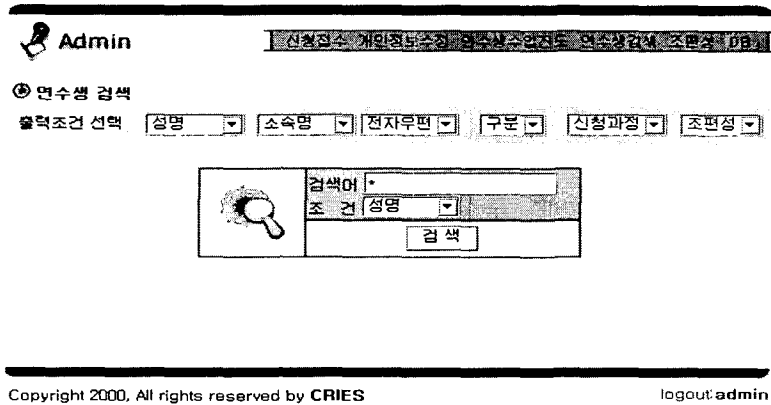 Admin
신청접수 개인정보수정 연수생수업진도 연수생검색 조편성 DB
연수생 검색
출력조건 선택 성명 소속명 전자우편 구분 신청과정 조편성
검색어 *
조 건 성명
검 색
Copyright 2000, All rights reserved by CRIES
logout:admin